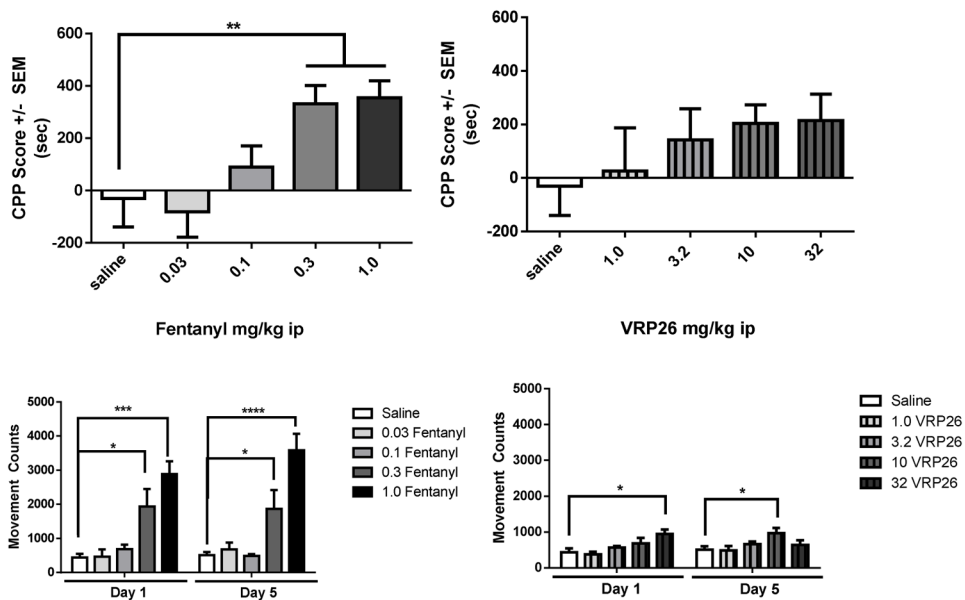 CPP Score +/- SEM
(sec)
600
400
200
0
-200
**
saline
0.03
0.1
0.3
1.0
Fentanyl mg/kg ip
CPP Score +/- SEM
(sec)
600
400
200
0
-200
saline
1.0
3.2
10
32
VRP26 mg/kg ip
Movement Counts
5000
4000
3000
2000
1000
0
***
*
****
*
Day 1
Day 5
Saline
0.03 Fentanyl
0.1 Fentanyl
0.3 Fentanyl
1.0 Fentanyl
Movement Counts
5000
4000
3000
2000
1000
0
*
*
Day 1
Day 5
Saline
1.0 VRP26
3.2 VRP26
10 VRP26
32 VRP26